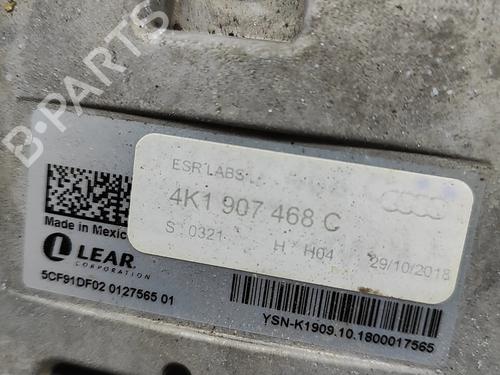 B-Parts
ESR LABS
4K1 907 468 C
S 0321 H H04 29/10/2018
Made in Mexico
LEAR
CORPORATION
5CF91DF02 0127565 01
YSN-K1909.10.1800017565